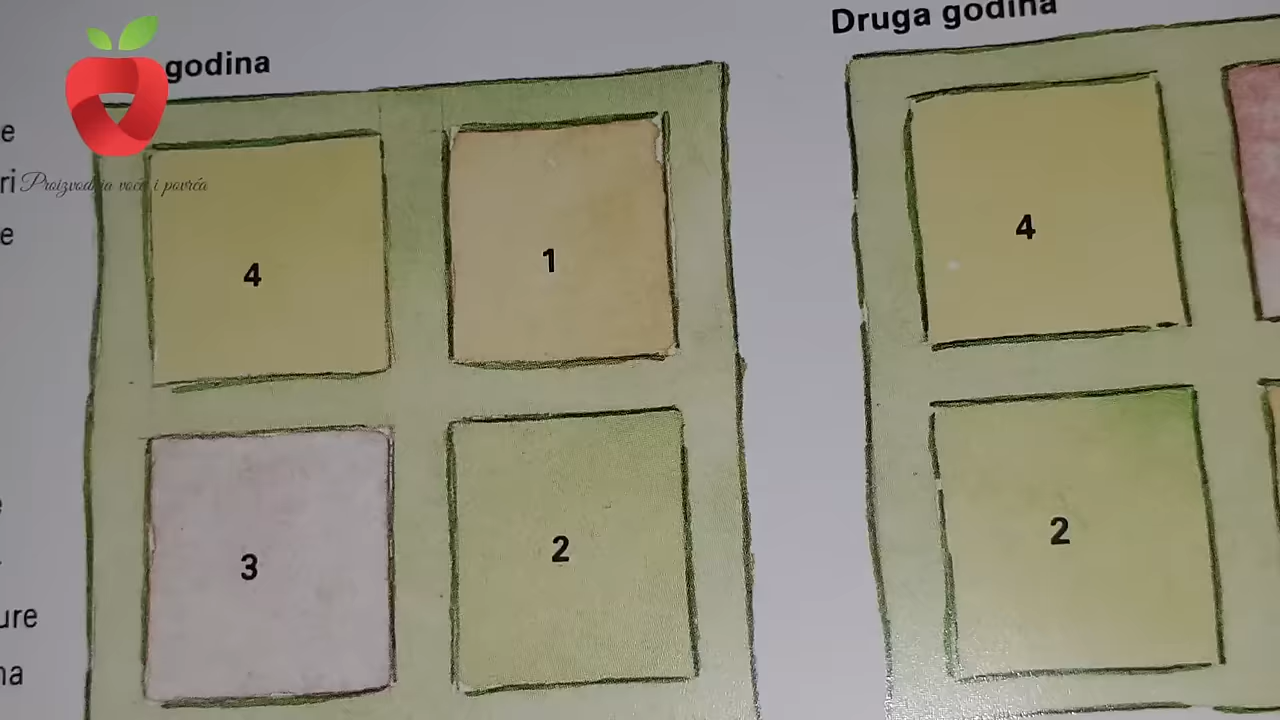 godina
Druga godina
e
ri
e
Proizvodnja voća i povrća
4
1
4
3
2
2
ure
na